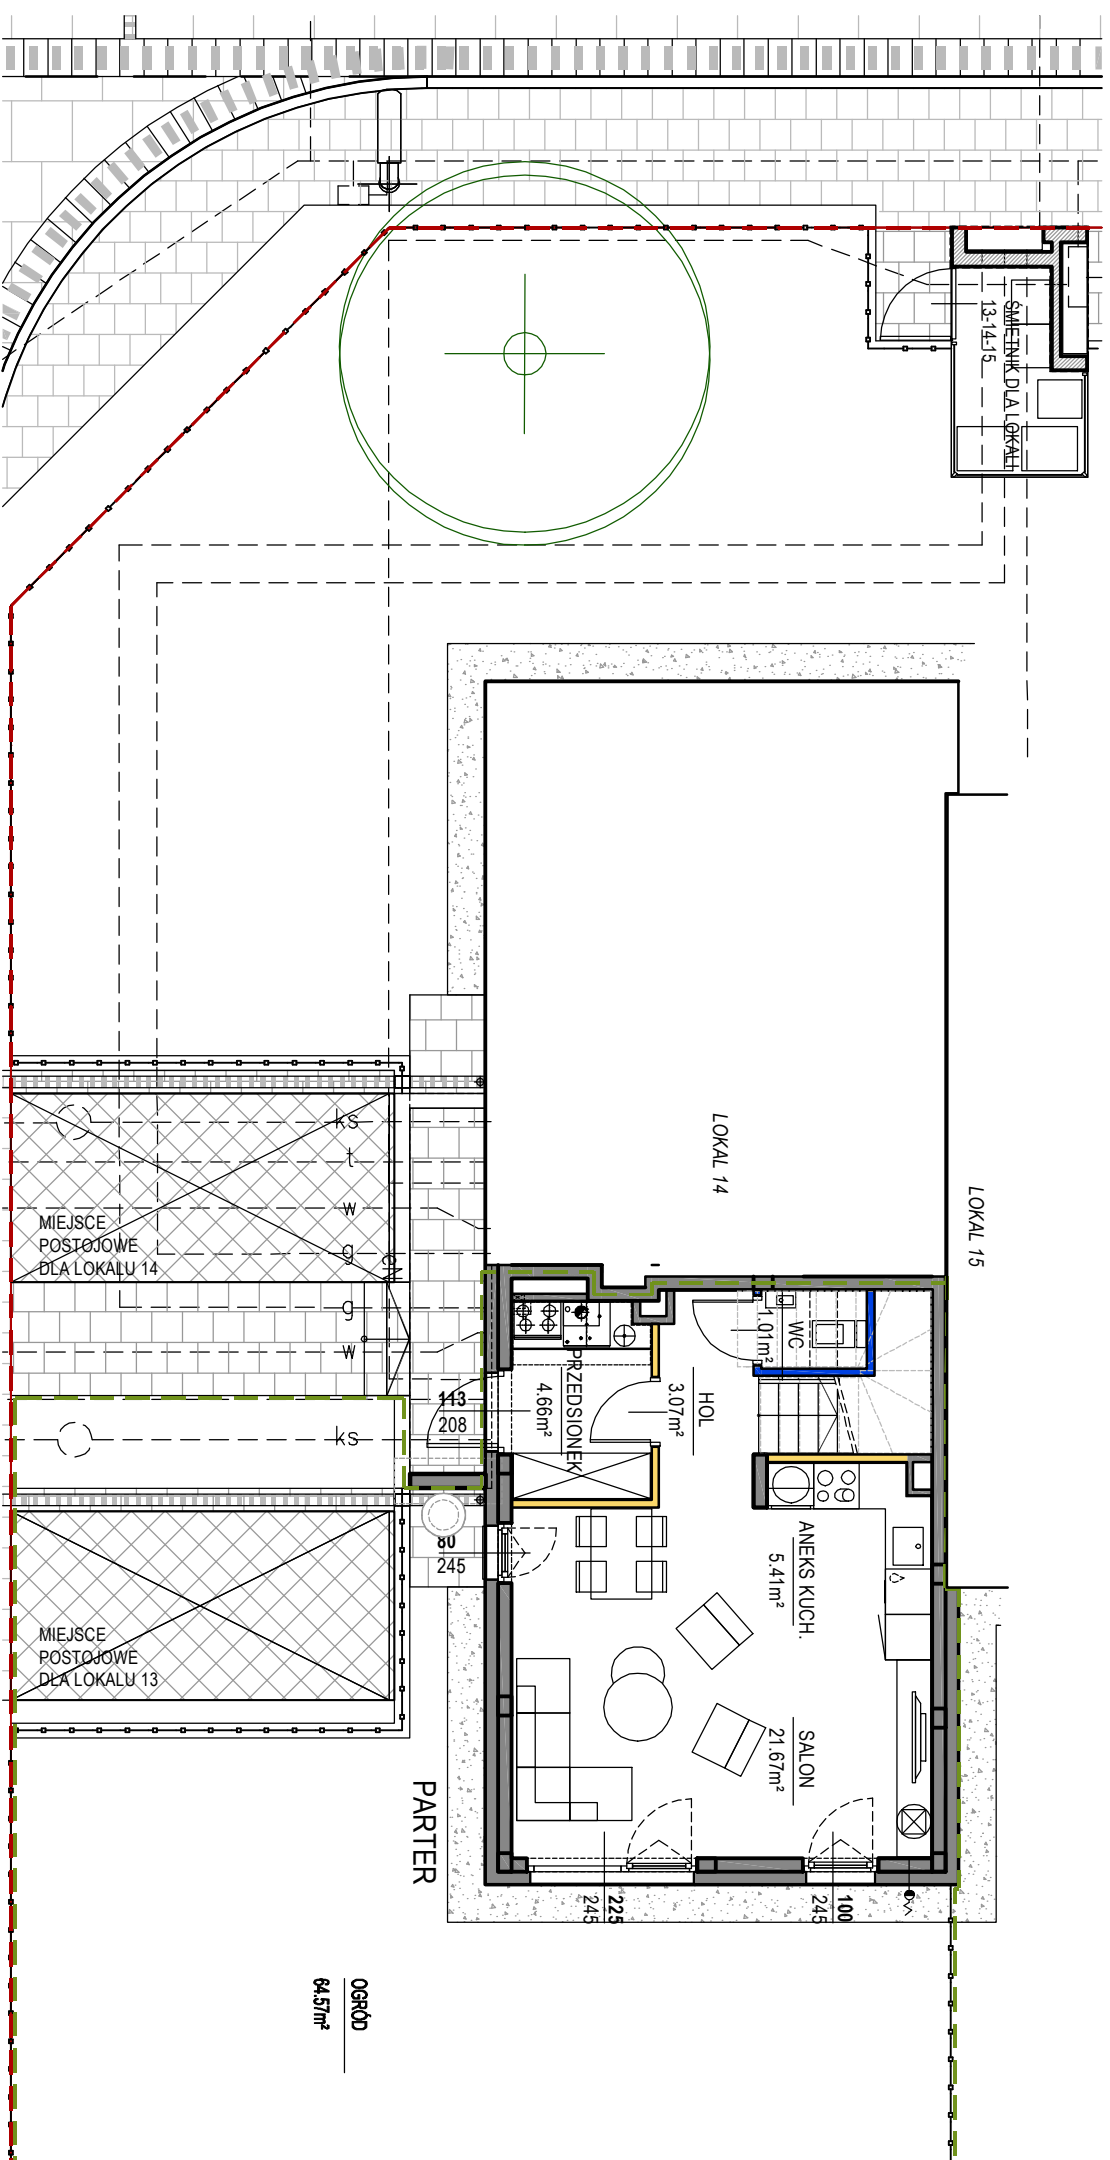 ŚMIETNIK DLA LOKALI
13-14-15
LOKAL 14
LOKAL 15
ks
t
w
g
CN
g
w
ks
MIEJSCE
POSTOJOWE
DLA LOKALU 14
WC
1.01m²
HOL
3.07m²
PRZEDSIONEK
4.66m²
113
208
80
245
ANEKS KUCH.
5.41m²
SALON
21.67m²
MIEJSCE
POSTOJOWE
DLA LOKALU 13
PARTER
225
245
100
245
OGRÓD
64.57m²